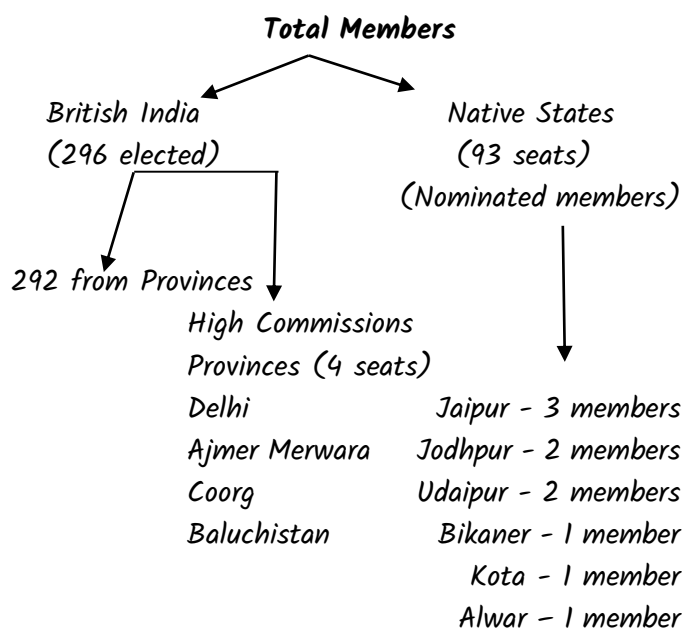 Total Members
British India
(296 elected)
Native States
(93 seats)
(Nominated members)
292 from Provinces
High Commissions
Provinces (4 seats)
Delhi
Ajmer Merwara
Coorg
Baluchistan
Jaipur - 3 members
Jodhpur - 2 members
Udaipur - 2 members
Bikaner - 1 member
Kota - 1 member
Alwar – 1 member